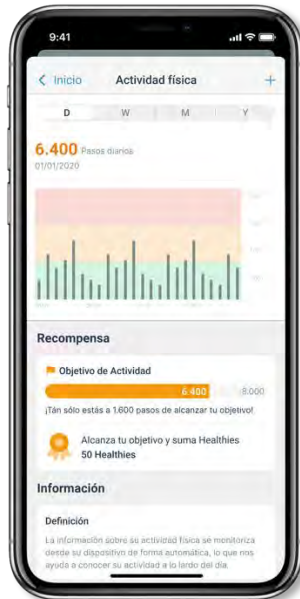 9:41
Inicio
Actividad física
D W M Y
6.400 Pasos diarios
01/01/2020
Recompensa
Objetivo de Actividad
6.400 8.000
¡Tán sólo estás a 1.600 pasos de alcanzar tu objetivo!
Alcanza tu objetivo y suma Healthies
50 Healthies
Información
Definición
La información sobre su actividad física se monitoriza
desde su dispositivo de forma automática, lo que nos
ayuda a conocer su actividad a lo largo del día.